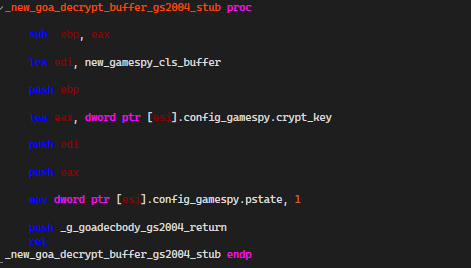 _new_goa_decrypt_buffer_gs2004_stub proc
sub ebp, eax
lea edi, new_gamespy_cls_buffer
push ebp
lea eax, dword ptr [esi].config_gamespy.crypt_key
push edi
push eax
mov dword ptr [esi].config_gamespy.pstate, 1
push _g_goadecbody_gs2004_return
ret
_new_goa_decrypt_buffer_gs2004_stub endp